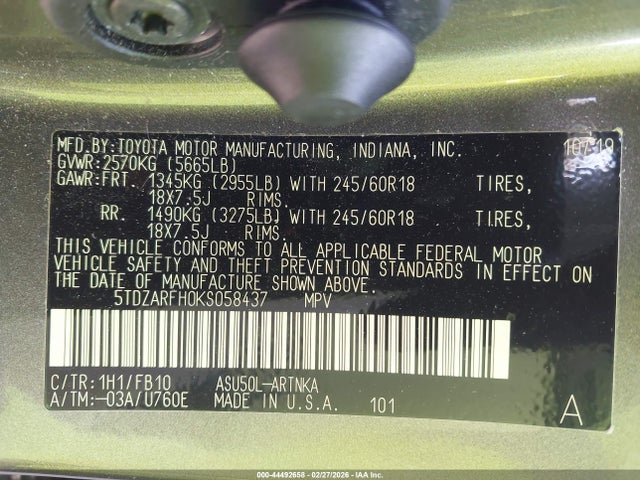 MFD.BY:TOYOTA MOTOR MANUFACTURING, INDIANA, INC. 10/19
GVWR:2570KG (5665LB)
GAWR:FRT. 1345KG (2955LB) WITH 245/60R18 TIRES,
18X7.5J RIMS.
RR. 1490KG (3275LB) WITH 245/60R18 TIRES,
18X7.5J RIMS.
THIS VEHICLE CONFORMS TO ALL APPLICABLE FEDERAL MOTOR
VEHICLE SAFETY AND THEFT PREVENTION STANDARDS IN EFFECT ON
THE DATE OF MANUFACTURE SHOWN ABOVE.
5TDZARFH0KS058437 MPV
C/TR:1H1/FB10 ASU50L-ARTNKA
A/TM:-03A/U760E MADE IN U.S.A. 101 A
000-44492658 - 02/27/2026 - IAA, Inc.